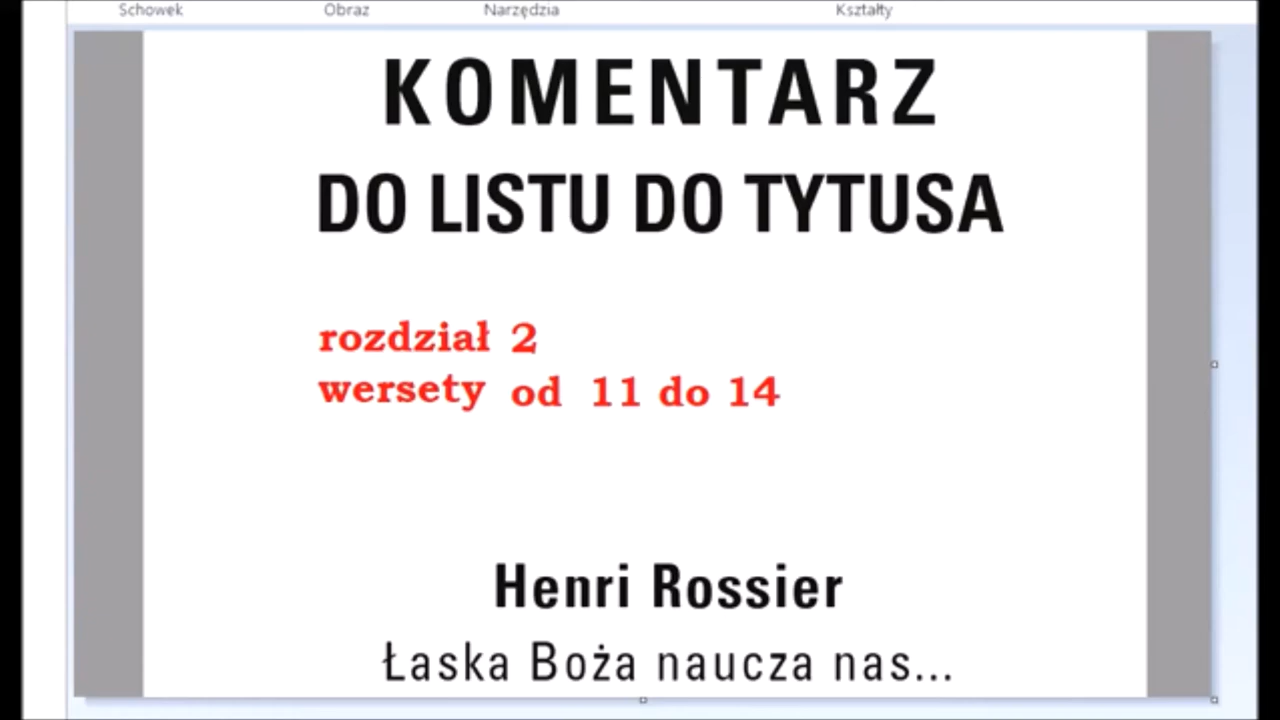 Schowek Obraz Narzędzia Kształty
KOMENTARZ
DO LISTU DO TYTUSA
rozdział 2
wersety od 11 do 14
Henri Rossier
Łaska Boża naucza nas...